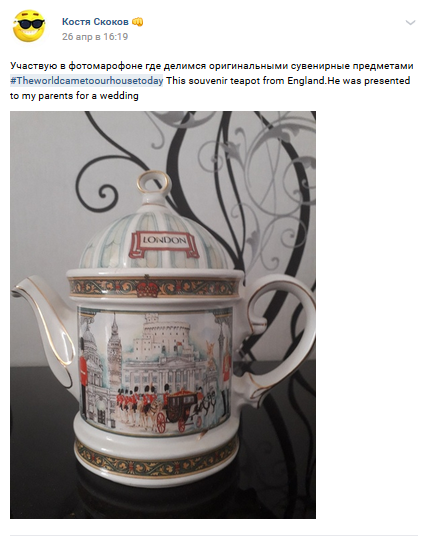 Костя Скоков 👊
26 апр в 16:19
Участвую в фотомарофоне где делимся оригинальными сувенирные предметами
#Theworldcametoourhousetoday This souvenir teapot from England.He was presented
to my parents for a wedding
LONDON